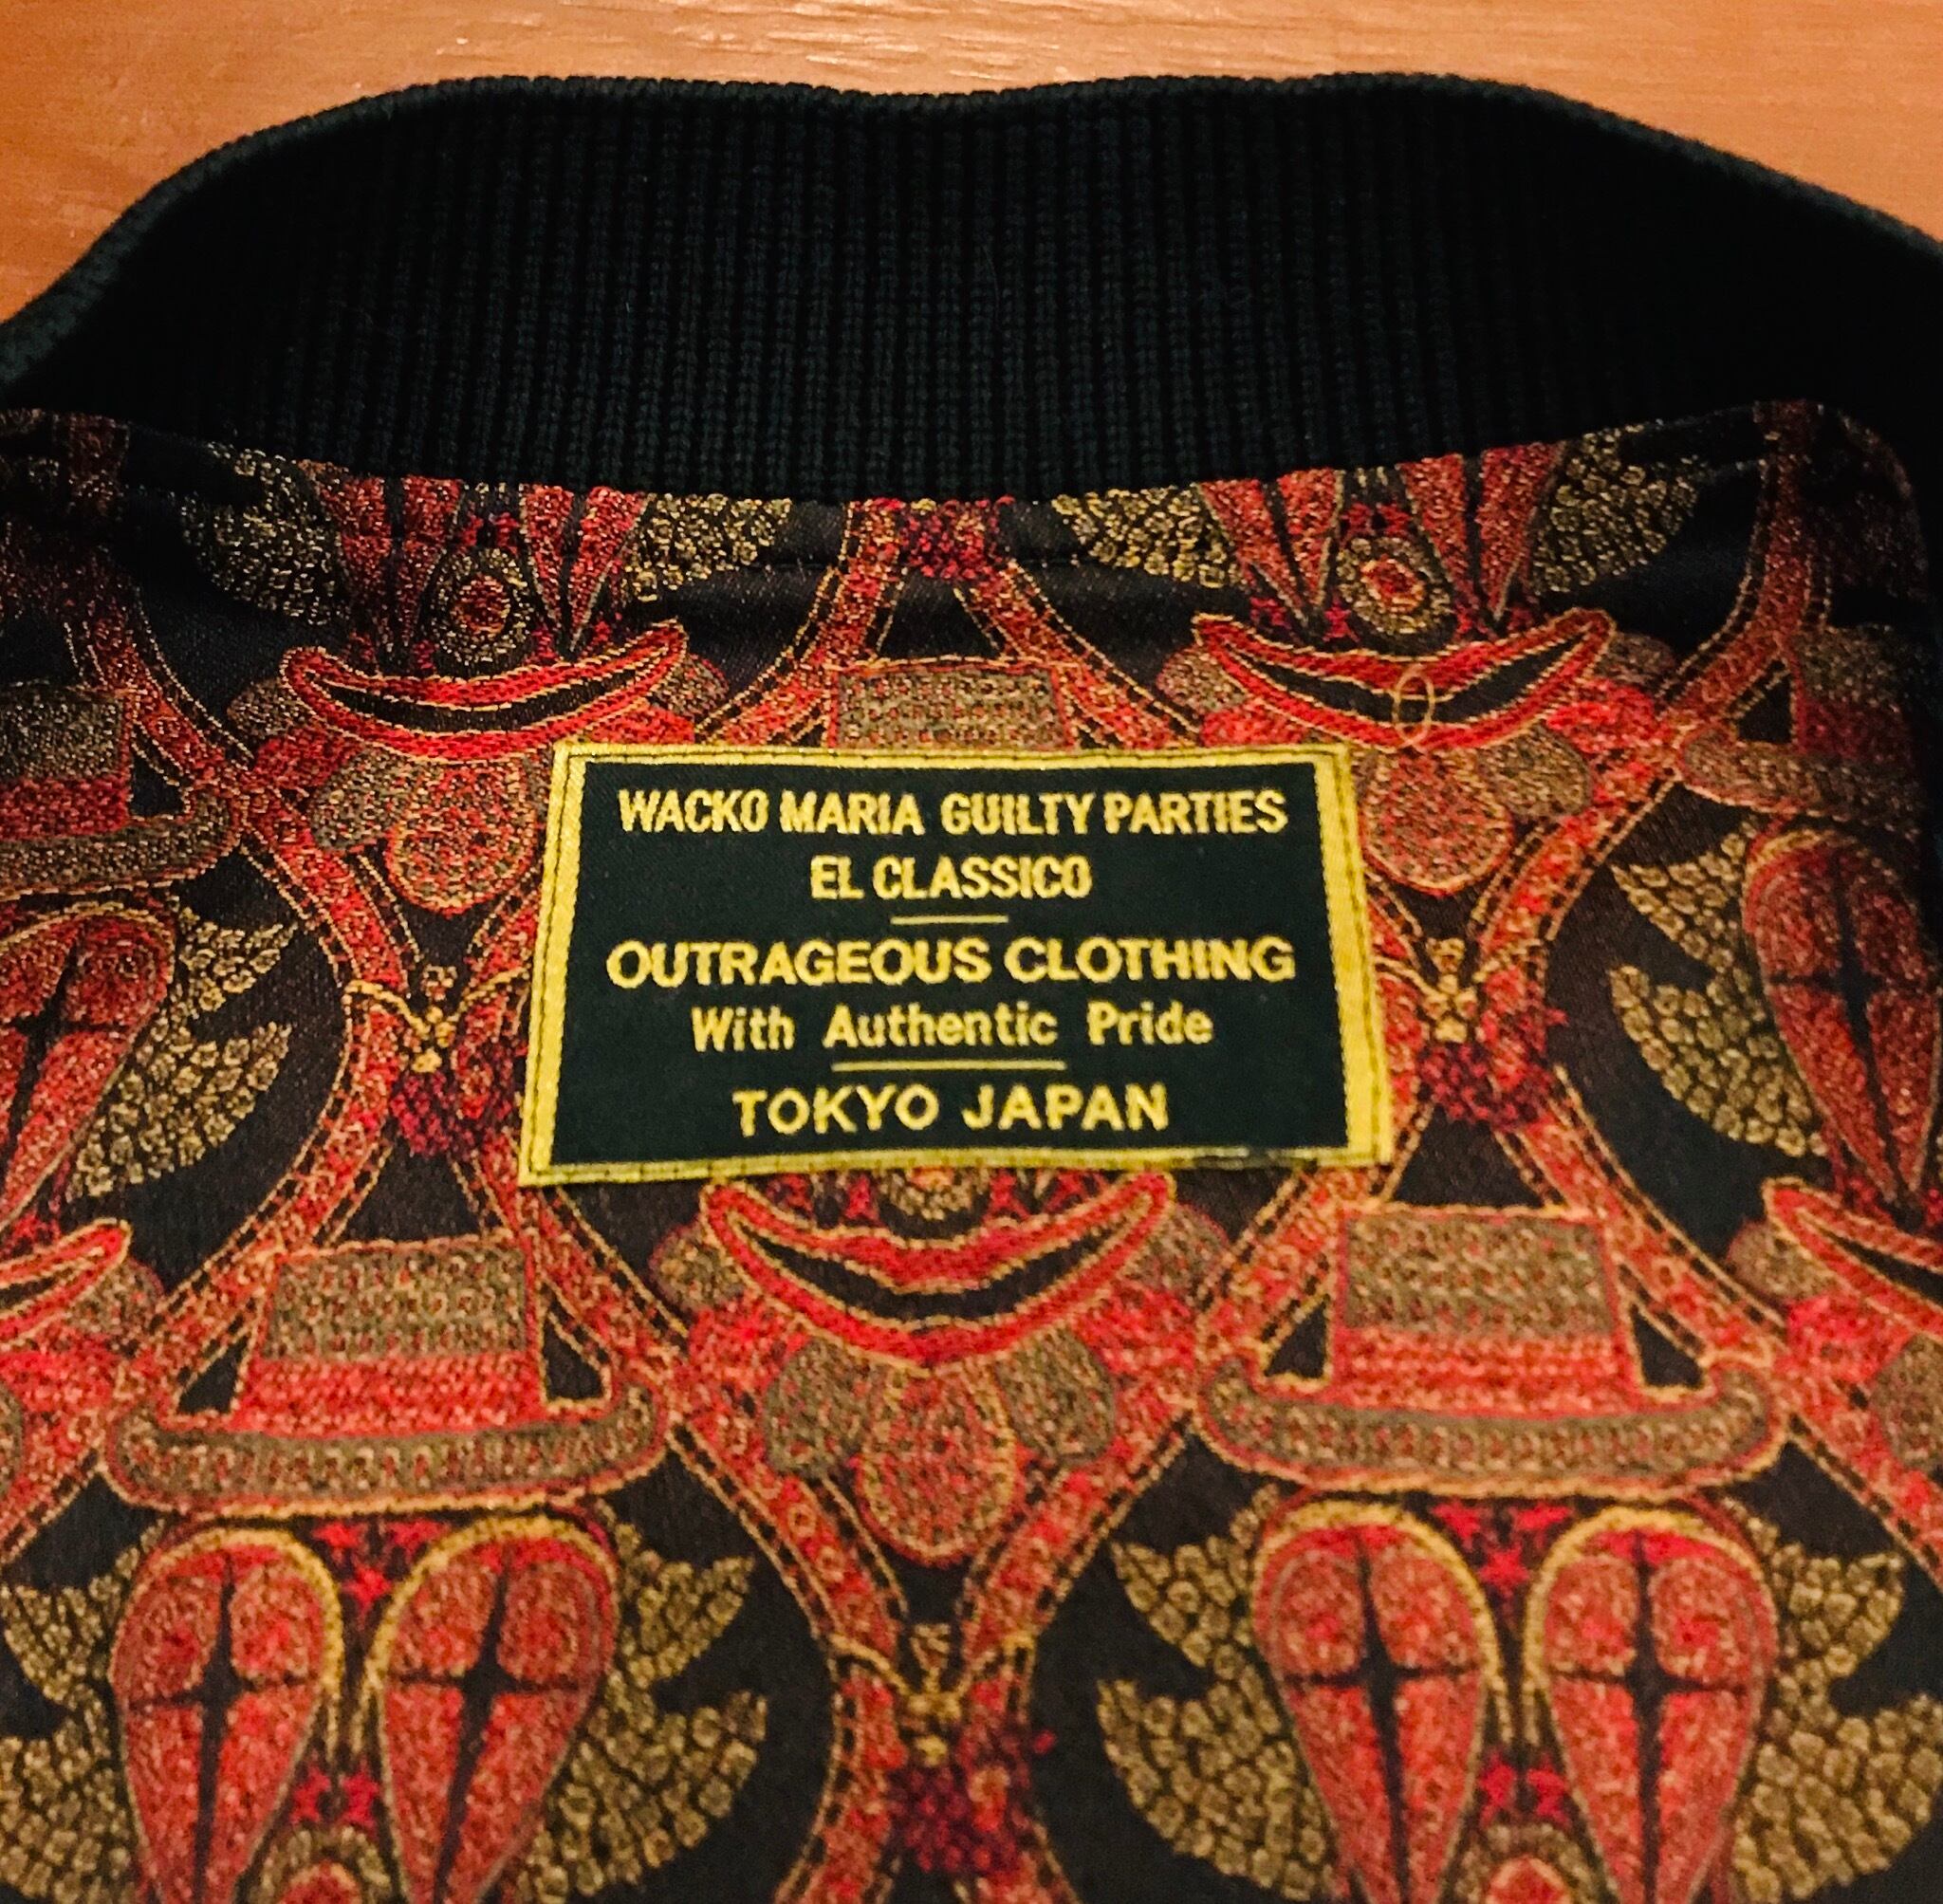 WACKO MARIA GUILTY PARTIES
EL CLASSICO
OUTRAGEOUS CLOTHING
With Authentic Pride
TOKYO JAPAN